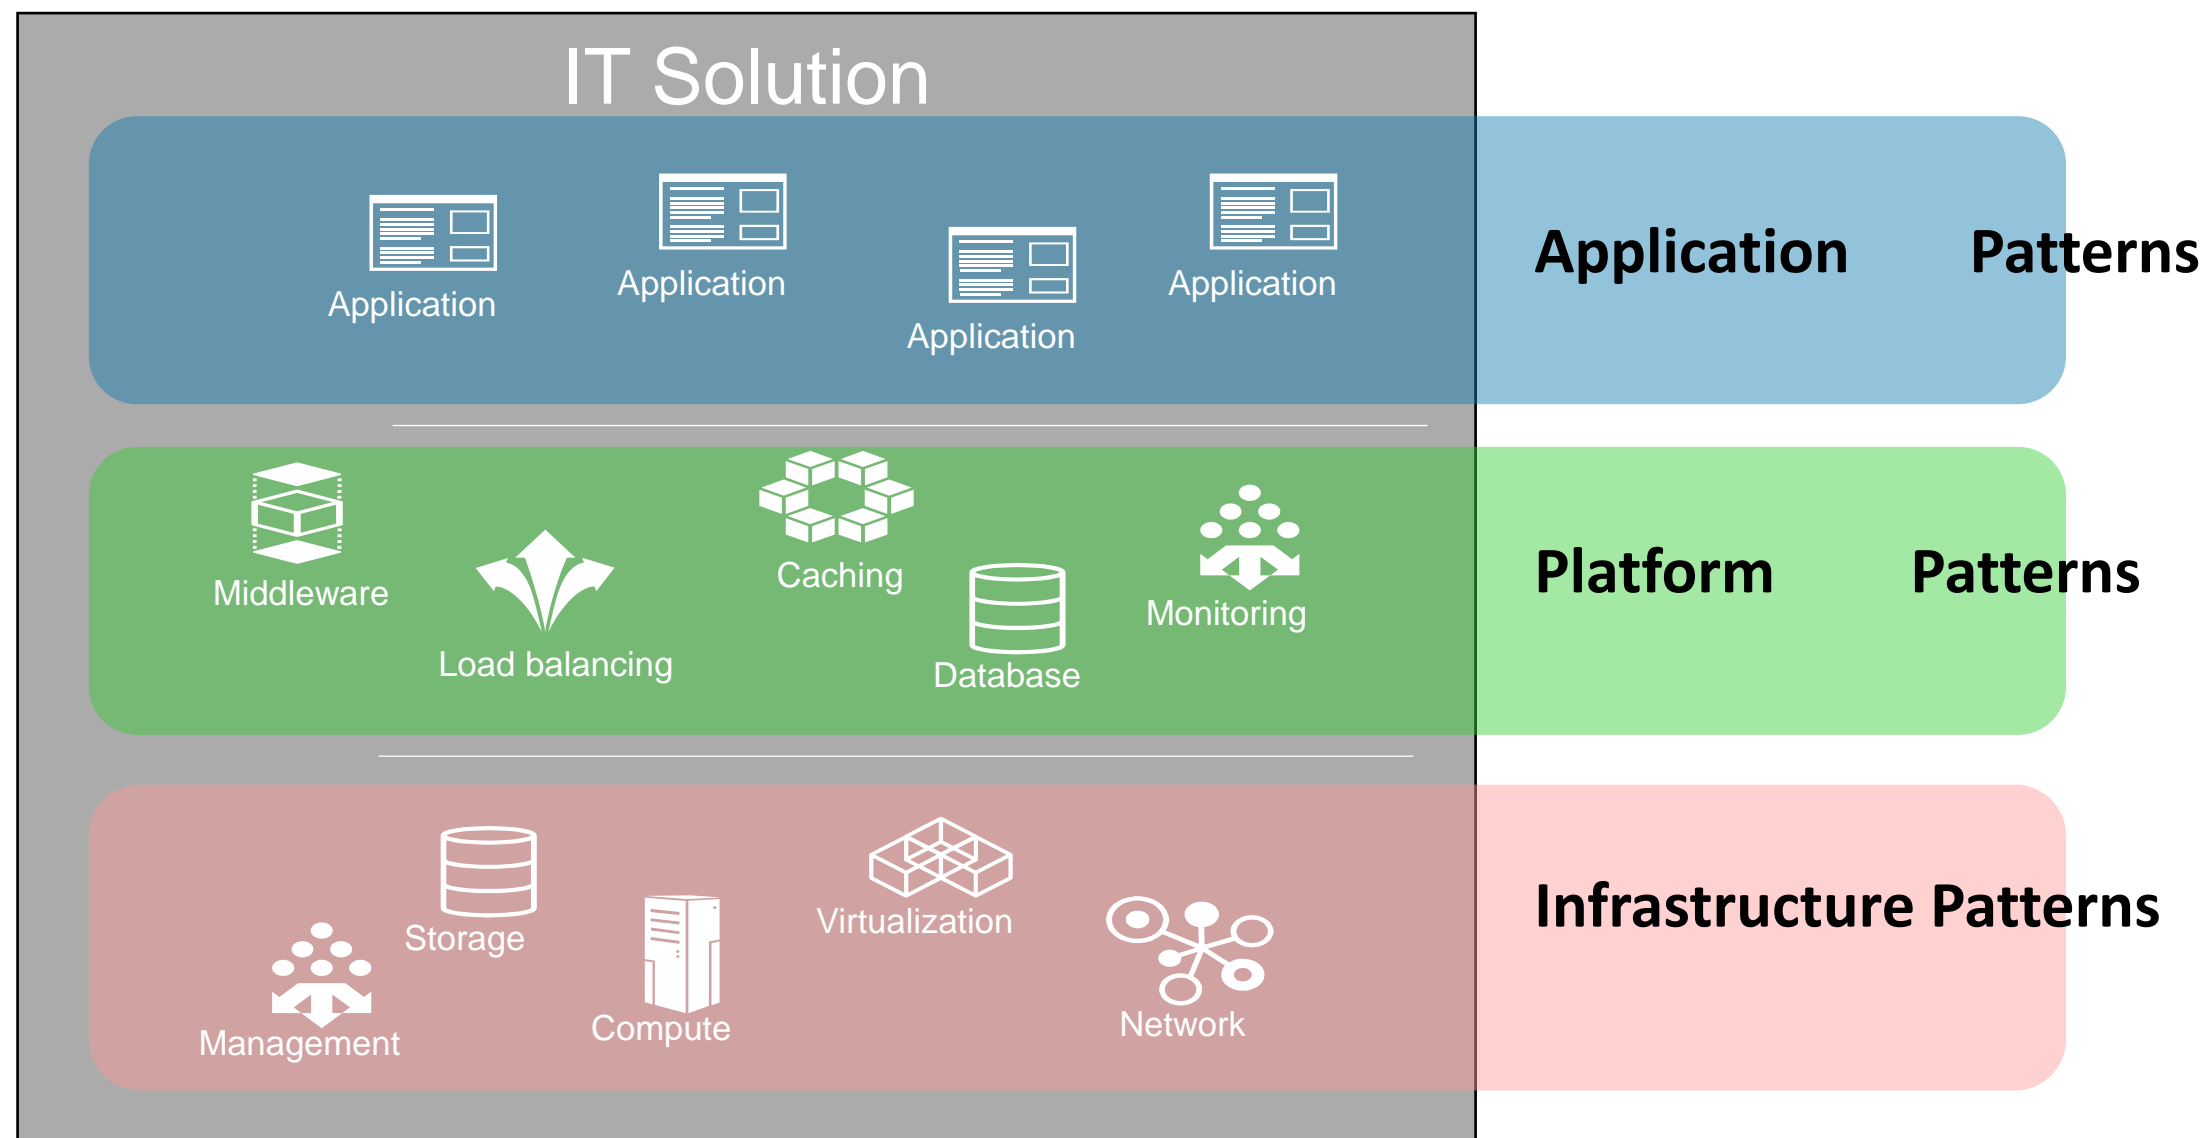 IT Solution
Application
Application
Application
Application
Application Patterns
Middleware
Load balancing
Caching
Database
Monitoring
Platform Patterns
Management
Storage
Compute
Virtualization
Network
Infrastructure Patterns